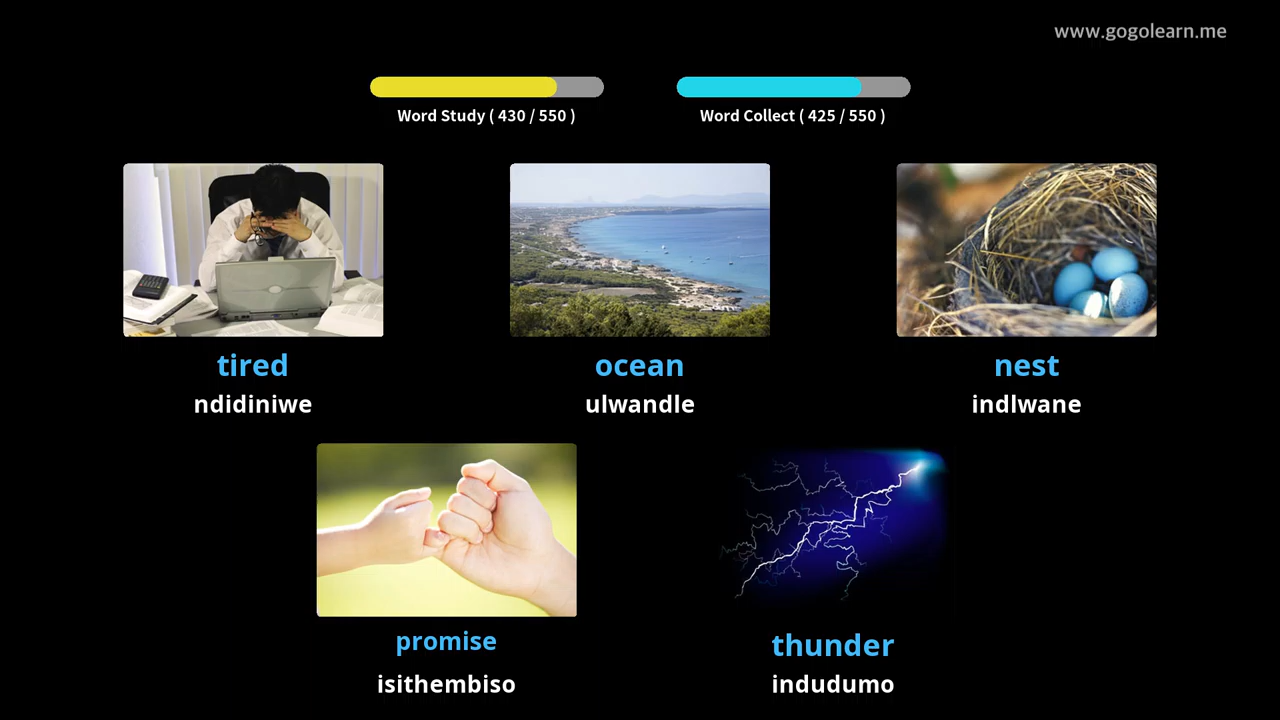 www.gogolearn.me
Word Study ( 430 / 550 )
Word Collect ( 425 / 550 )
tired
ndidiniwe
ocean
ulwandle
nest
indlwane
promise
isithembiso
thunder
indudumo